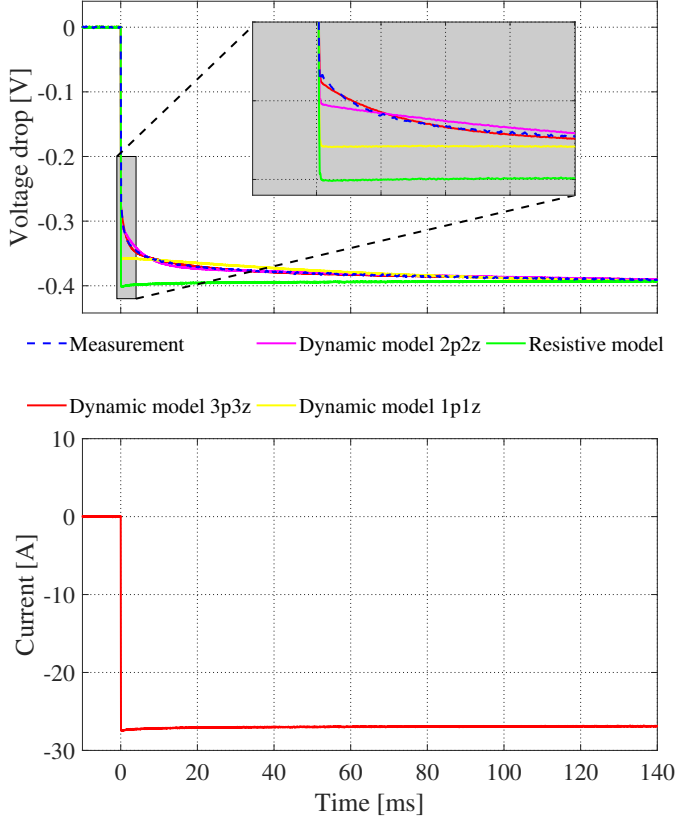 0
-0.1
-0.2
-0.3
-0.4
Voltage drop [V]
Measurement Dynamic model 2p2z Resistive model
Dynamic model 3p3z Dynamic model 1p1z
10
0
-10
-20
-30
Current [A]
0 20 40 60 80 100 120 140
Time [ms]